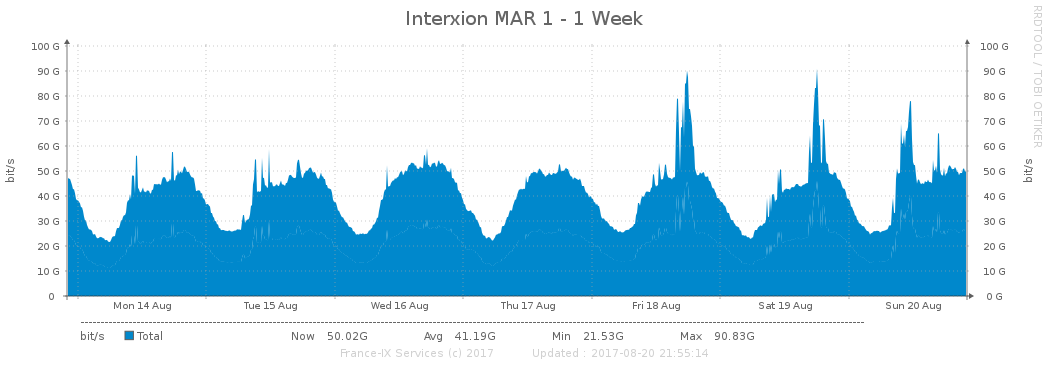 Interxion MAR 1 - 1 Week
RRDTOOL / TOBI OETIKER
bit/s
bit/s
100 G 100 G
90 G 90 G
80 G 80 G
70 G 70 G
60 G 60 G
50 G 50 G
40 G 40 G
30 G 30 G
20 G 20 G
10 G 10 G
0 0 G
Mon 14 Aug Tue 15 Aug Wed 16 Aug Thu 17 Aug Fri 18 Aug Sat 19 Aug Sun 20 Aug
bit/s Total Now 50.02G Avg 41.19G Min 21.53G Max 90.83G
France-IX Services (c) 2017 Updated : 2017-08-20 21:55:14